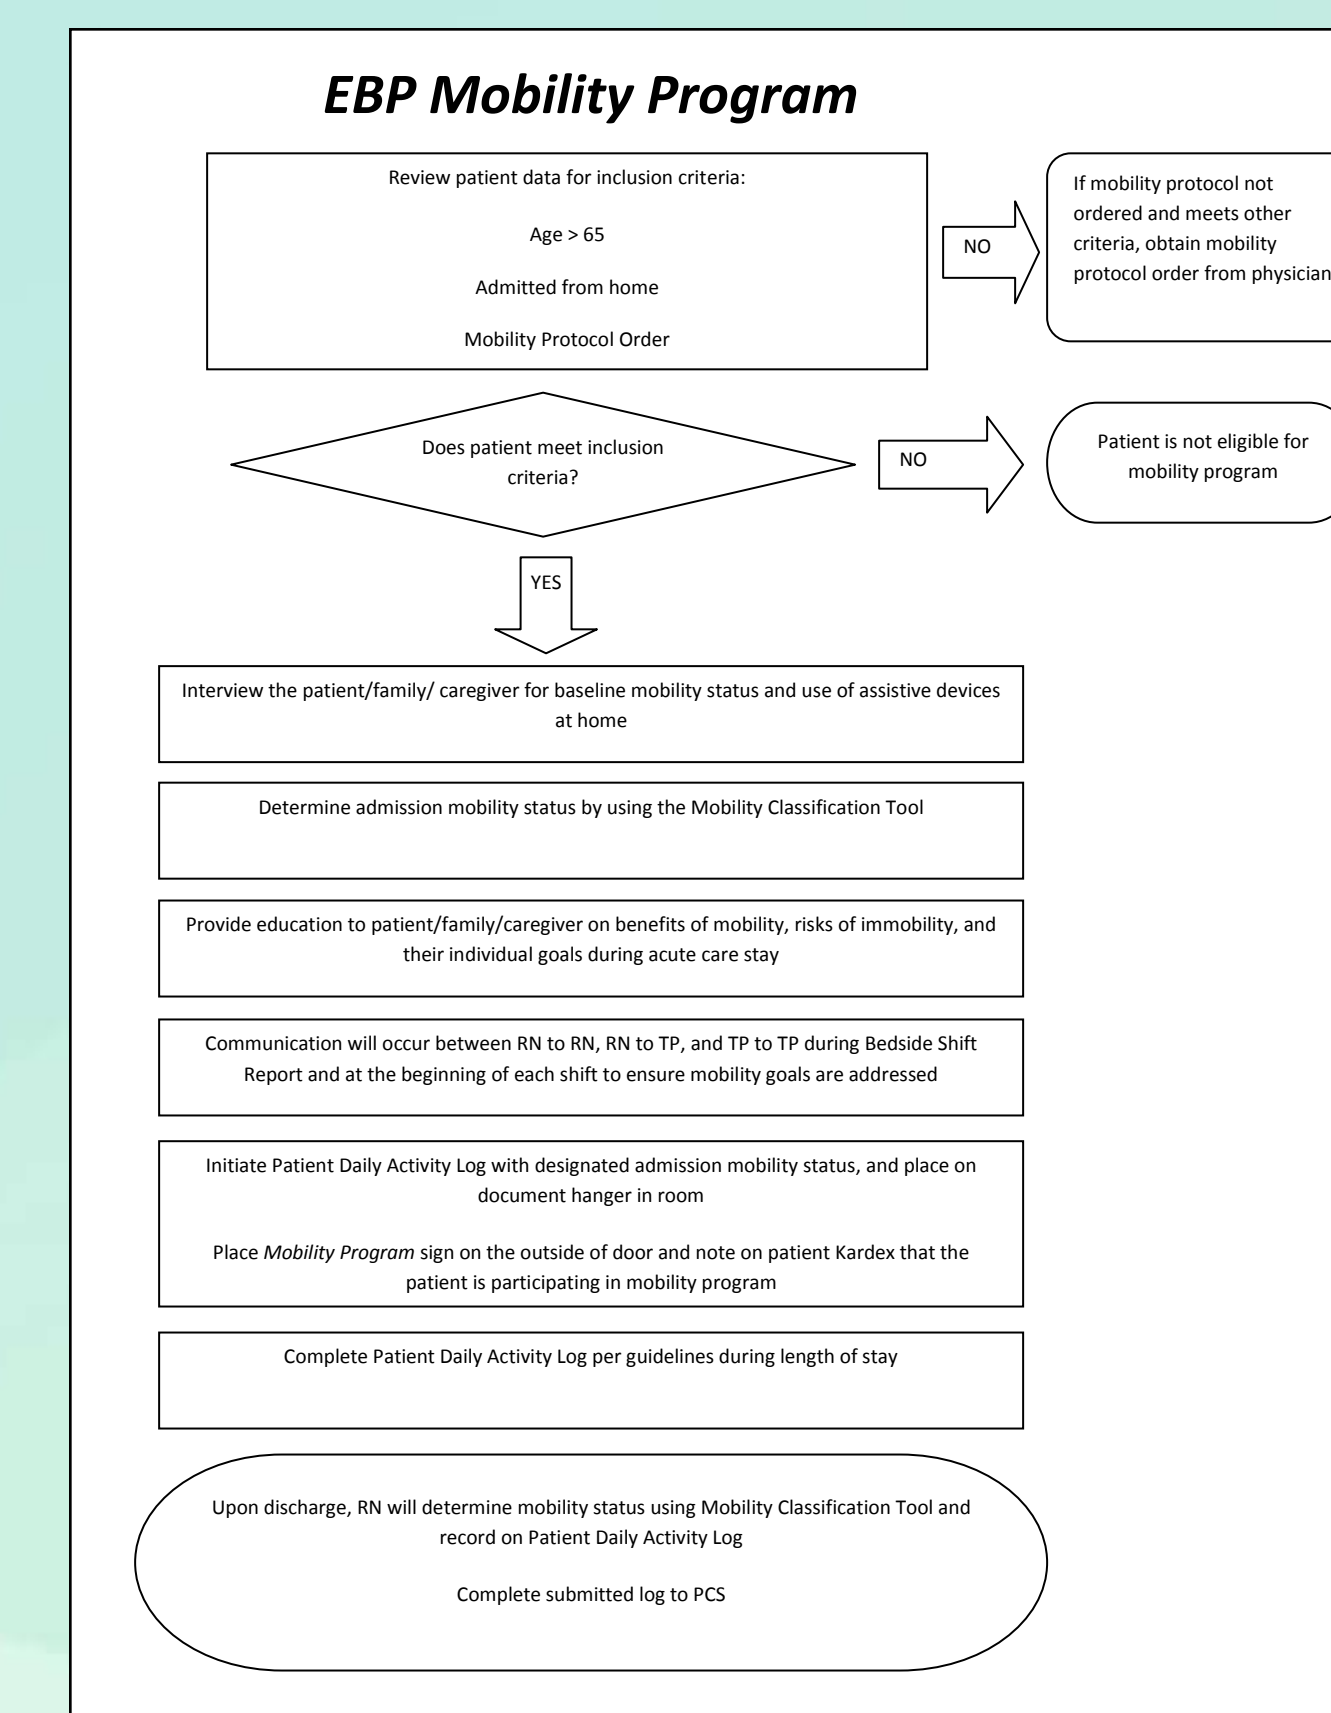 EBP Mobility Program
Review patient data for inclusion criteria:
Age > 65
Admitted from home
Mobility Protocol Order
NO
If mobility protocol not
ordered and meets other
criteria, obtain mobility
protocol order from physician
Does patient meet inclusion
criteria?
NO
Patient is not eligible for
mobility program
YES
Interview the patient/family/ caregiver for baseline mobility status and use of assistive devices
at home
Determine admission mobility status by using the Mobility Classification Tool
Provide education to patient/family/caregiver on benefits of mobility, risks of immobility, and
their individual goals during acute care stay
Communication will occur between RN to RN, RN to TP, and TP to TP during Bedside Shift
Report and at the beginning of each shift to ensure mobility goals are addressed
Initiate Patient Daily Activity Log with designated admission mobility status, and place on
document hanger in room
Place Mobility Program sign on the outside of door and note on patient Kardex that the
patient is participating in mobility program
Complete Patient Daily Activity Log per guidelines during length of stay
Upon discharge, RN will determine mobility status using Mobility Classification Tool and
record on Patient Daily Activity Log
Complete submitted log to PCS